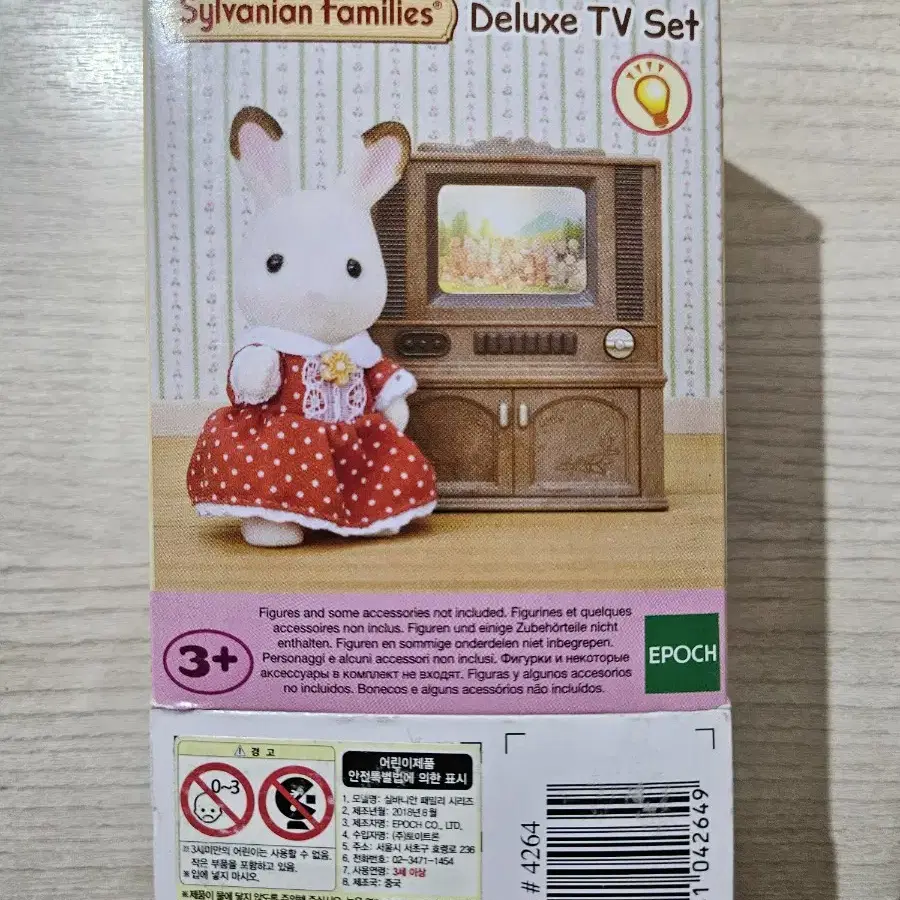 Sylvanian Families® Deluxe TV Set
Figures and some accessories not included. Figurines et quelques
accessoires non inclus. Figuren und einige Zubehörteile nicht
enthalten. Figuren en sommige onderdelen niet inbegrepen.
Personaggi e alcuni accessori non inclusi. Фигурки и некоторые
аксессуары в комплект не входят. Figuras y algunos accesorios
no incluidos. Bonecos e alguns acessórios não incluídos.
3+
EPOCH
경 고
0~3
※3세미만의 어린이는 사용할 수 없음.
작은 부품을 포함하고 있음.
※입에 넣지 마시오.
어린이제품
안전특별법에 의한 표시
1. 모델명: 실바니안 패밀리 시리즈
2. 제조년월: 2018년 8월
3. 제조자명: EPOCH CO., LTD.
4. 수입자명: (주)토이트론
5. 주소: 서울시 서초구 효령로 236
6. 전화번호: 02-3471-1454
7. 사용연령: 3세 이상
8. 제조국: 중국
# 4264
1 042649